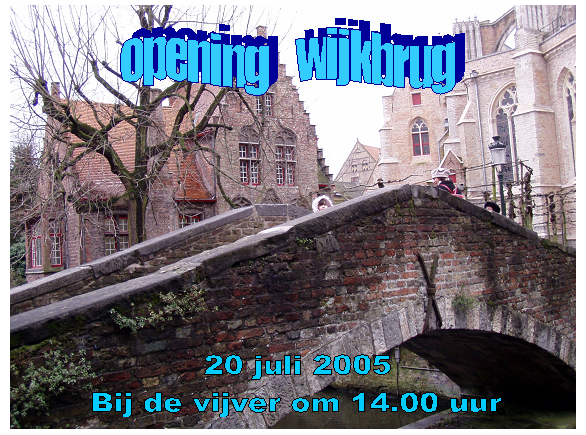 opening wijkbrug
20 juli 2005
Bij de vijver om 14.00 uur